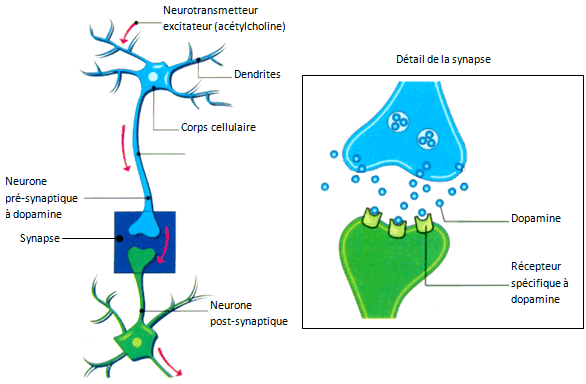 Neurotransmetteur
excitateur (acétylcholine)
Dendrites
Corps cellulaire
Neurone
pré-synaptique
à dopamine
Synapse
Neurone
post-synaptique
Détail de la synapse
Dopamine
Récepteur
spécifique à
dopamine